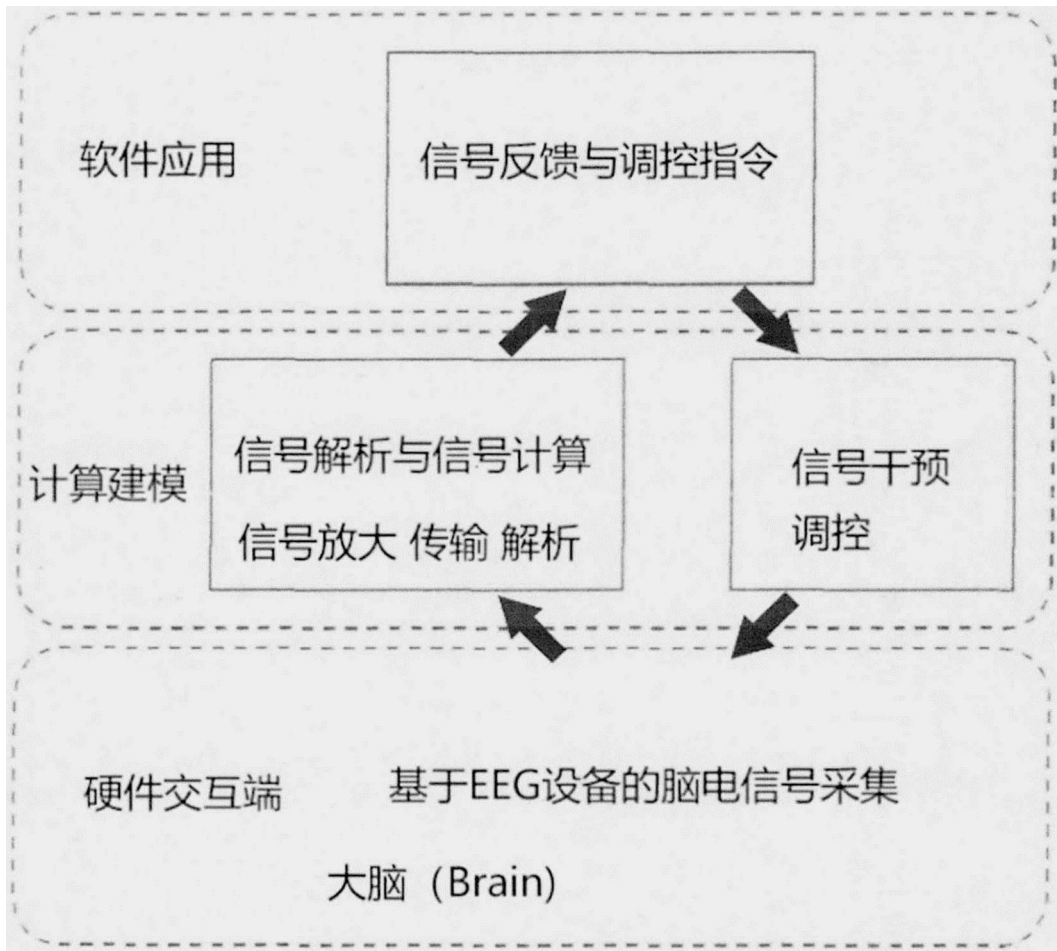 软件应用
信号反馈与调控指令
计算建模
信号解析与信号计算
信号放大 传输 解析
信号干预
调控
硬件交互端
基于EEG设备的脑电信号采集
大脑（Brain）